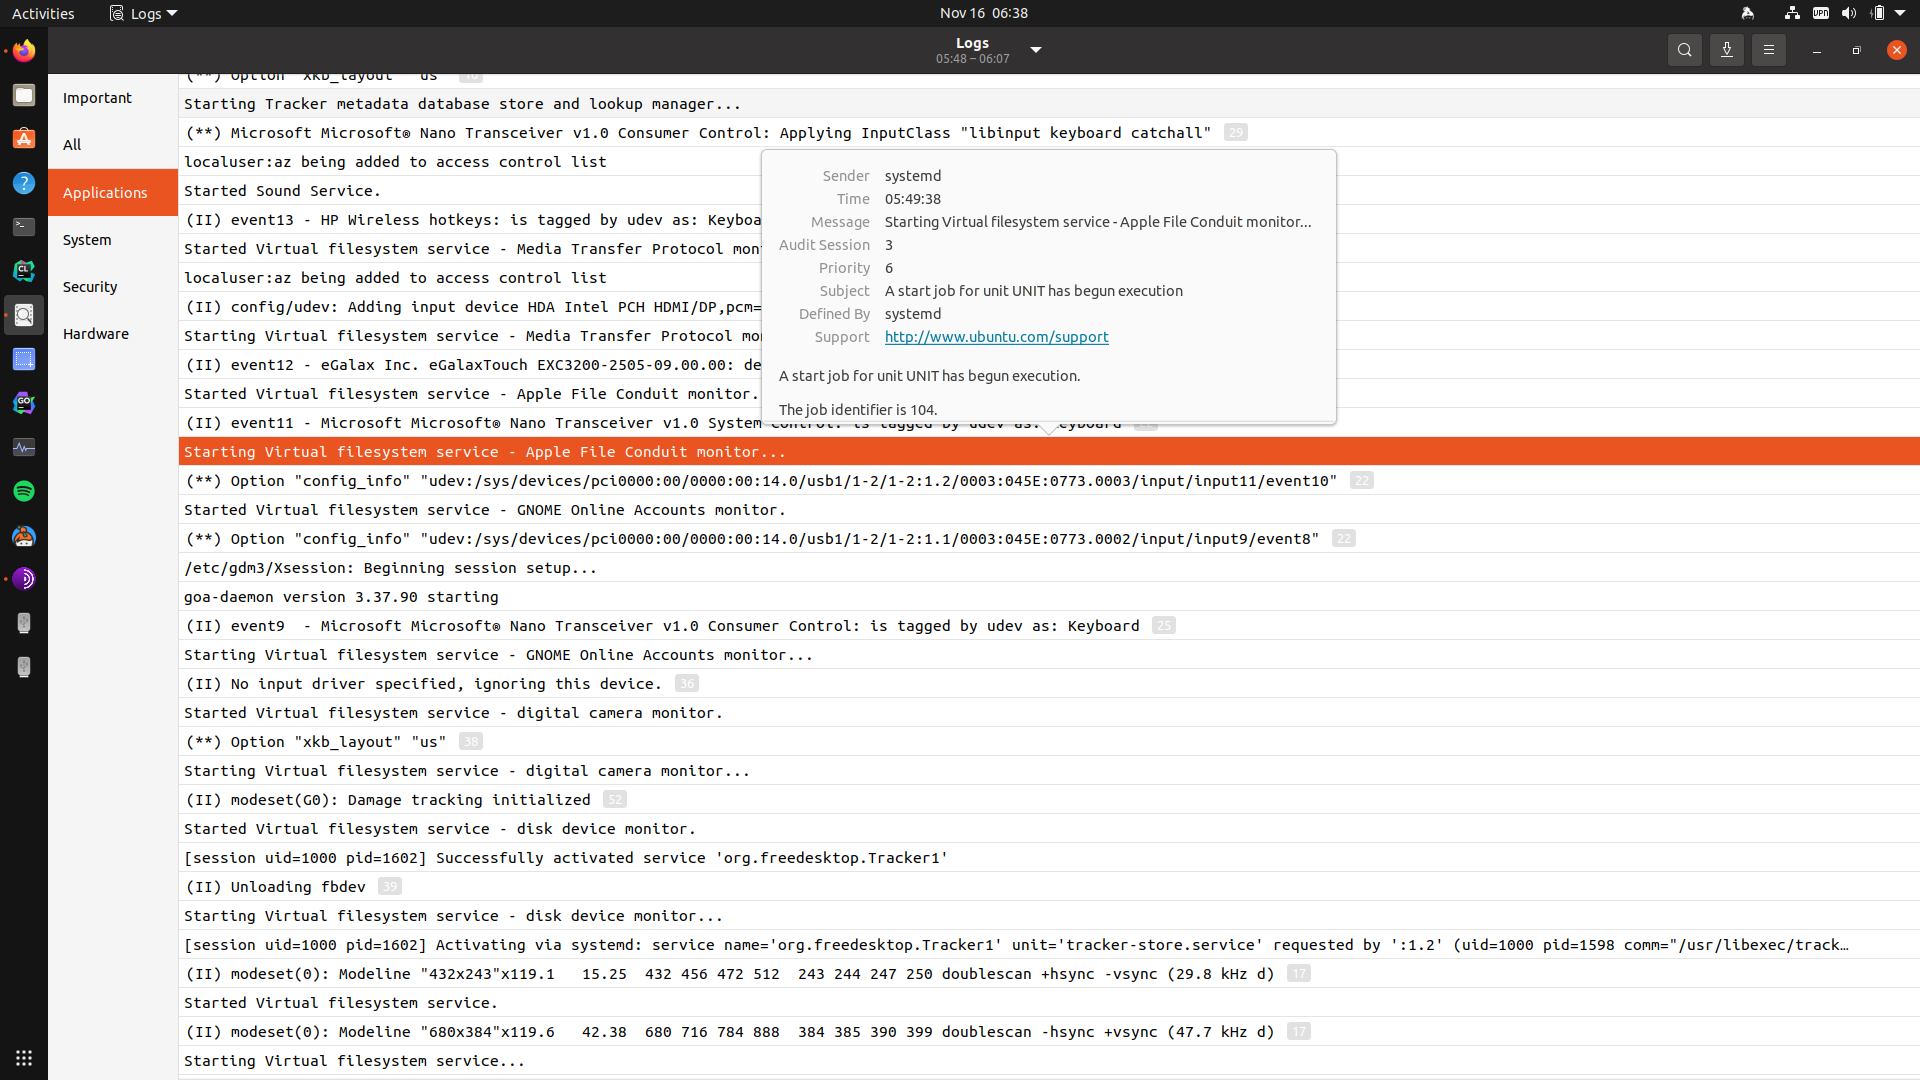 Activities
Logs
Nov 16 06:38
VPN
Logs
05:48 – 06:07
Important
All
Applications
System
Security
Hardware
(**) Option "xkb_layout" "us"
Starting Tracker metadata database store and lookup manager...
(**) Microsoft Microsoft® Nano Transceiver v1.0 Consumer Control: Applying InputClass "libinput keyboard catchall" 29
localuser:az being added to access control list
Started Sound Service.
(II) event13 - HP Wireless hotkeys: is tagged by udev as: Keyboa
Started Virtual filesystem service - Media Transfer Protocol mon
localuser:az being added to access control list
(II) config/udev: Adding input device HDA Intel PCH HDMI/DP,pcm=
Starting Virtual filesystem service - Media Transfer Protocol mo
(II) event12 - eGalax Inc. eGalaxTouch EXC3200-2505-09.00.00: de
Started Virtual filesystem service - Apple File Conduit monitor.
(II) event11 - Microsoft Microsoft® Nano Transceiver v1.0 System Control: is tagged by udev as: Keyboard
Sender systemd
Time 05:49:38
Message Starting Virtual filesystem service - Apple File Conduit monitor...
Audit Session 3
Priority 6
Subject A start job for unit UNIT has begun execution
Defined By systemd
Support http://www.ubuntu.com/support
A start job for unit UNIT has begun execution.
The job identifier is 104.
Starting Virtual filesystem service - Apple File Conduit monitor...
(**) Option "config_info" "udev:/sys/devices/pci0000:00/0000:00:14.0/usb1/1-2/1-2:1.2/0003:045E:0773.0003/input/input11/event10" 22
Started Virtual filesystem service - GNOME Online Accounts monitor.
(**) Option "config_info" "udev:/sys/devices/pci0000:00/0000:00:14.0/usb1/1-2/1-2:1.1/0003:045E:0773.0002/input/input9/event8" 22
/etc/gdm3/Xsession: Beginning session setup...
goa-daemon version 3.37.90 starting
(II) event9  - Microsoft Microsoft® Nano Transceiver v1.0 Consumer Control: is tagged by udev as: Keyboard 25
Starting Virtual filesystem service - GNOME Online Accounts monitor...
(II) No input driver specified, ignoring this device. 36
Started Virtual filesystem service - digital camera monitor.
(**) Option "xkb_layout" "us" 38
Starting Virtual filesystem service - digital camera monitor...
(II) modeset(G0): Damage tracking initialized 52
Started Virtual filesystem service - disk device monitor.
[session uid=1000 pid=1602] Successfully activated service 'org.freedesktop.Tracker1'
(II) Unloading fbdev 39
Starting Virtual filesystem service - disk device monitor...
[session uid=1000 pid=1602] Activating via systemd: service name='org.freedesktop.Tracker1' unit='tracker-store.service' requested by ':1.2' (uid=1000 pid=1598 comm="/usr/libexec/track…
(II) modeset(0): Modeline "432x243"x119.1   15.25  432 456 472 512  243 244 247 250 doublescan +hsync -vsync (29.8 kHz d) 17
Started Virtual filesystem service.
(II) modeset(0): Modeline "680x384"x119.6   42.38  680 716 784 888  384 385 390 399 doublescan -hsync +vsync (47.7 kHz d) 17
Starting Virtual filesystem service...